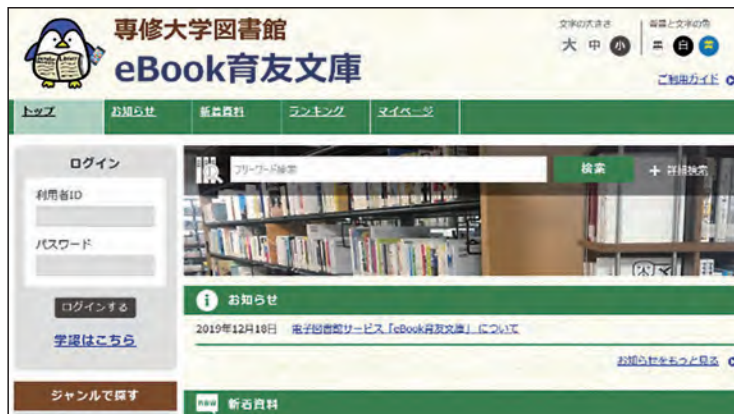 専修大学図書館
eBook育友文庫
文字の大きさ
大 中 小
背景と文字の色
黒 白 黄
ご利用ガイド
トップ お知らせ 新着資料 ランキング マイページ
ログイン
利用者ID
パスワード
ログインする
学認はこちら
ジャンルで探す
フリーワード検索 検索 + 詳細検索
お知らせ
2019年12月18日 電子図書館サービス「eBook育友文庫」について
お知らせをもっと見る
new 新着資料